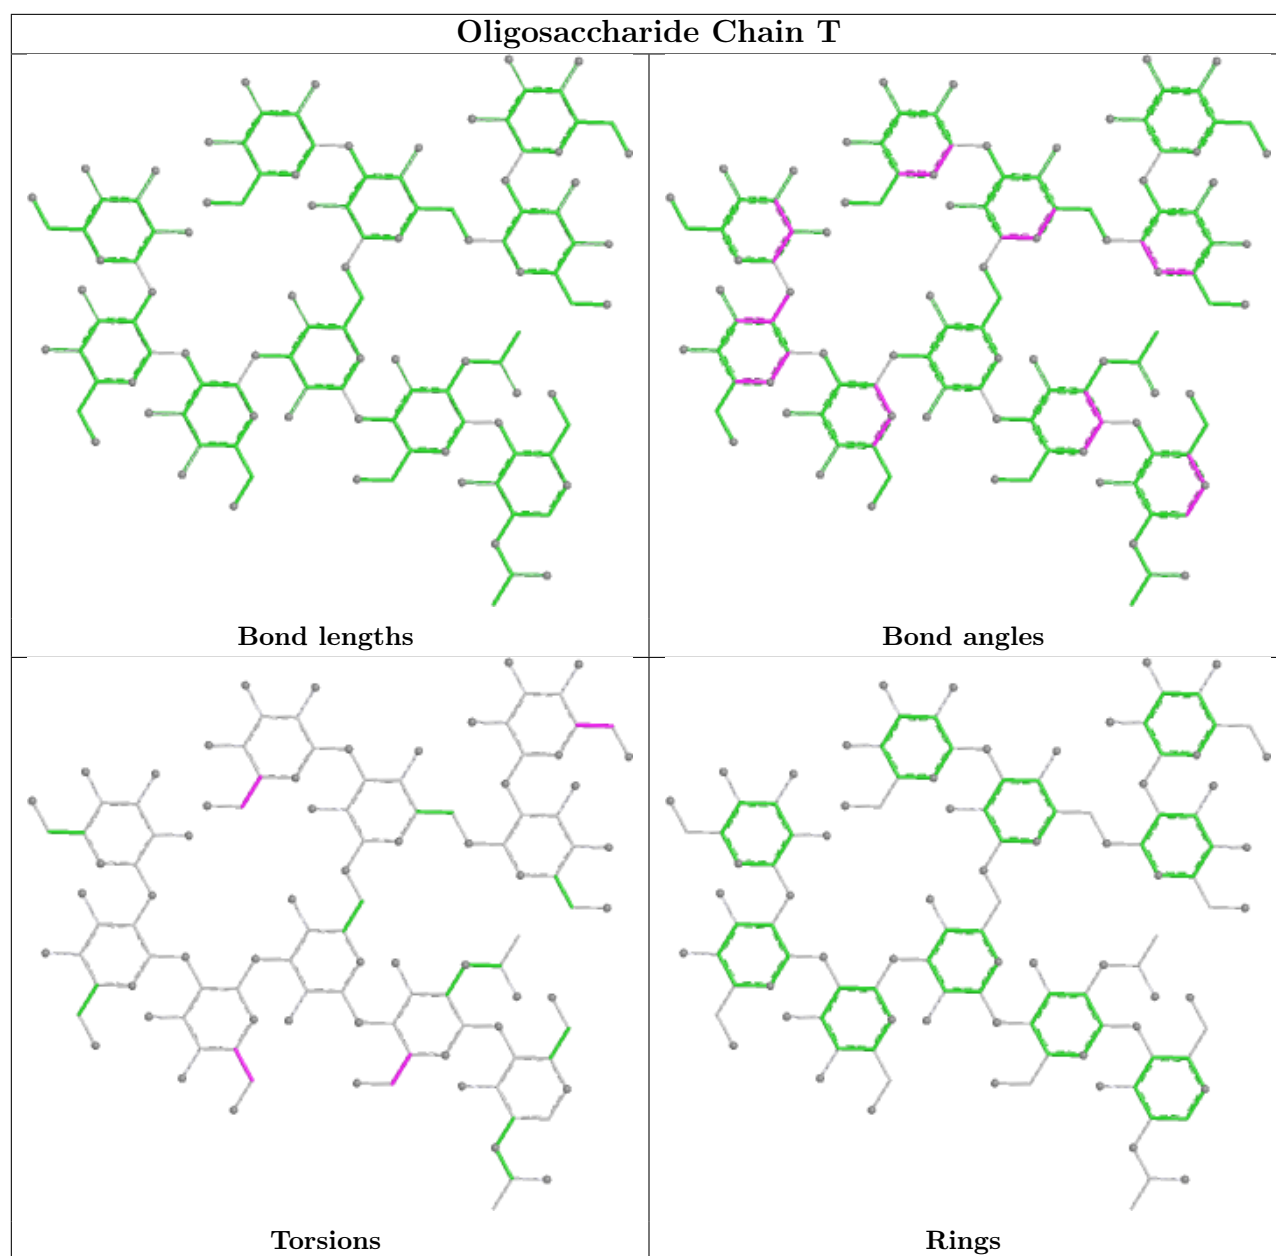 Oligosaccharide Chain T
Bond lengths
Bond angles
Torsions
Rings